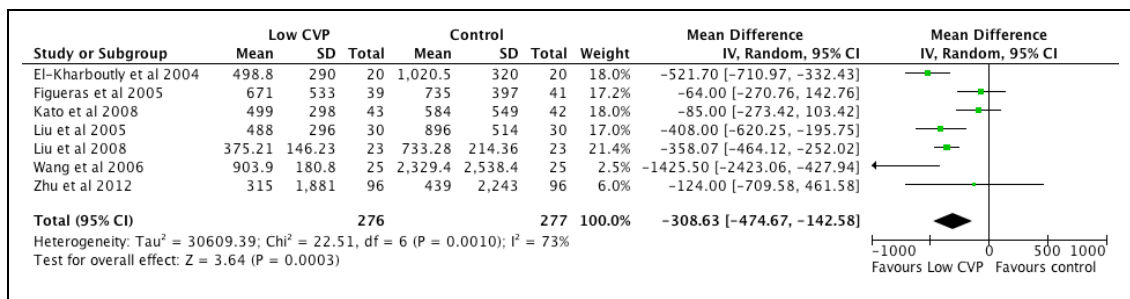 Low CVP Control Mean Difference Mean Difference
Study or Subgroup Mean SD Total Mean SD Total Weight IV, Random, 95% CI IV, Random, 95% CI
El-Kharboutly et al 2004 498.8 290 20 1,020.5 320 20 18.0% -521.70 [-710.97, -332.43]
Figueras et al 2005 671 533 39 735 397 41 17.2% -64.00 [-270.76, 142.76]
Kato et al 2008 499 298 43 584 549 42 17.9% -85.00 [-273.42, 103.42]
Liu et al 2005 488 296 30 896 514 30 17.0% -408.00 [-620.25, -195.75]
Liu et al 2008 375.21 146.23 23 733.28 214.36 23 21.4% -358.07 [-464.12, -252.02]
Wang et al 2006 903.9 180.8 25 2,329.4 2,538.4 25 2.5% -1425.50 [-2423.06, -427.94]
Zhu et al 2012 315 1,881 96 439 2,243 96 6.0% -124.00 [-709.58, 461.58]
Total (95% CI) 276 277 100.0% -308.63 [-474.67, -142.58]
Heterogeneity: Tau² = 30609.39; Chi² = 22.51, df = 6 (P = 0.0010); I² = 73%
Test for overall effect: Z = 3.64 (P = 0.0003)
-1000 0 500 1000
Favours Low CVP Favours control